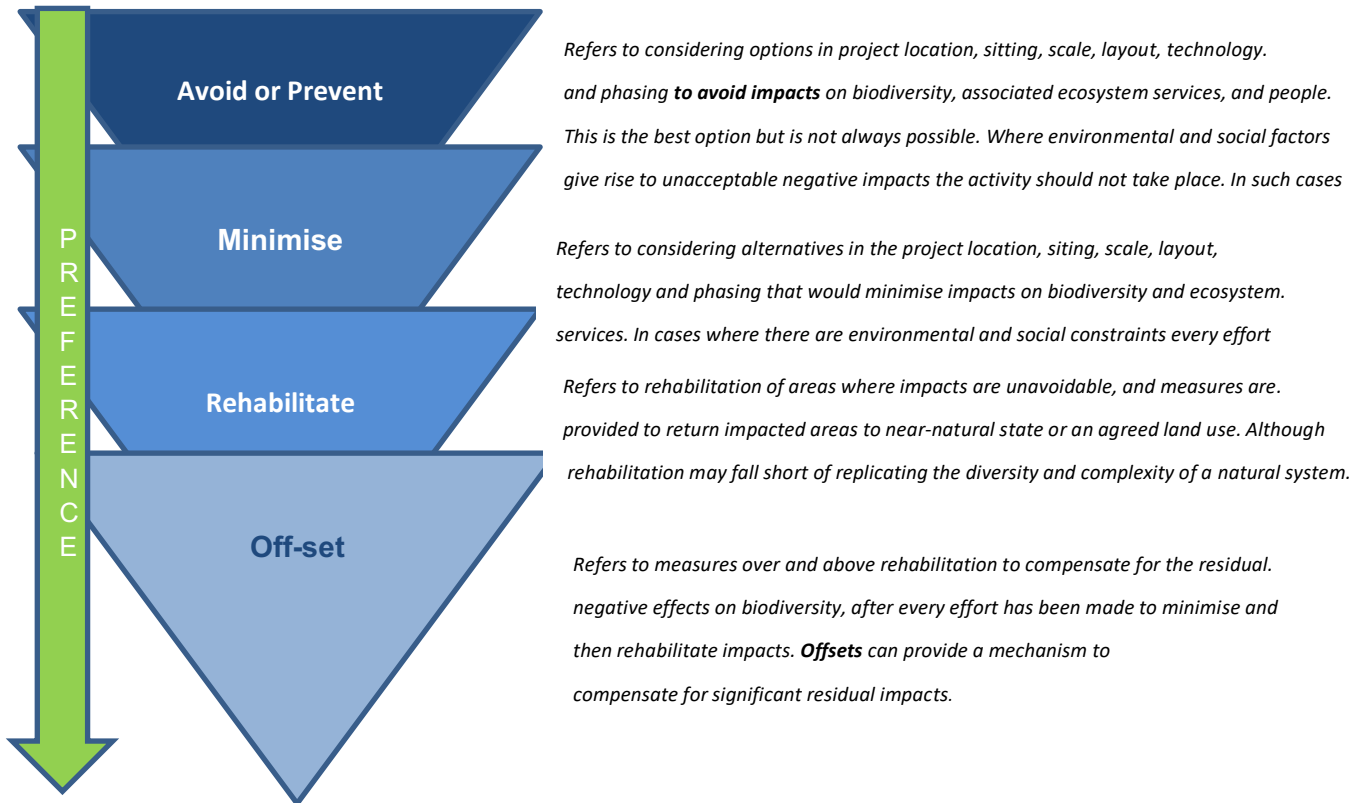 Avoid or Prevent
Refers to considering options in project location, sitting, scale, layout, technology.
and phasing to avoid impacts on biodiversity, associated ecosystem services, and people.
This is the best option but is not always possible. Where environmental and social factors
give rise to unacceptable negative impacts the activity should not take place. In such cases
Minimise
Refers to considering alternatives in the project location, siting, scale, layout,
technology and phasing that would minimise impacts on biodiversity and ecosystem.
services. In cases where there are environmental and social constraints every effort
Rehabilitate
Refers to rehabilitation of areas where impacts are unavoidable, and measures are.
provided to return impacted areas to near-natural state or an agreed land use. Although
rehabilitation may fall short of replicating the diversity and complexity of a natural system.
Off-set
Refers to measures over and above rehabilitation to compensate for the residual.
negative effects on biodiversity, after every effort has been made to minimise and
then rehabilitate impacts. Offsets can provide a mechanism to
compensate for significant residual impacts.
PREFERENCE